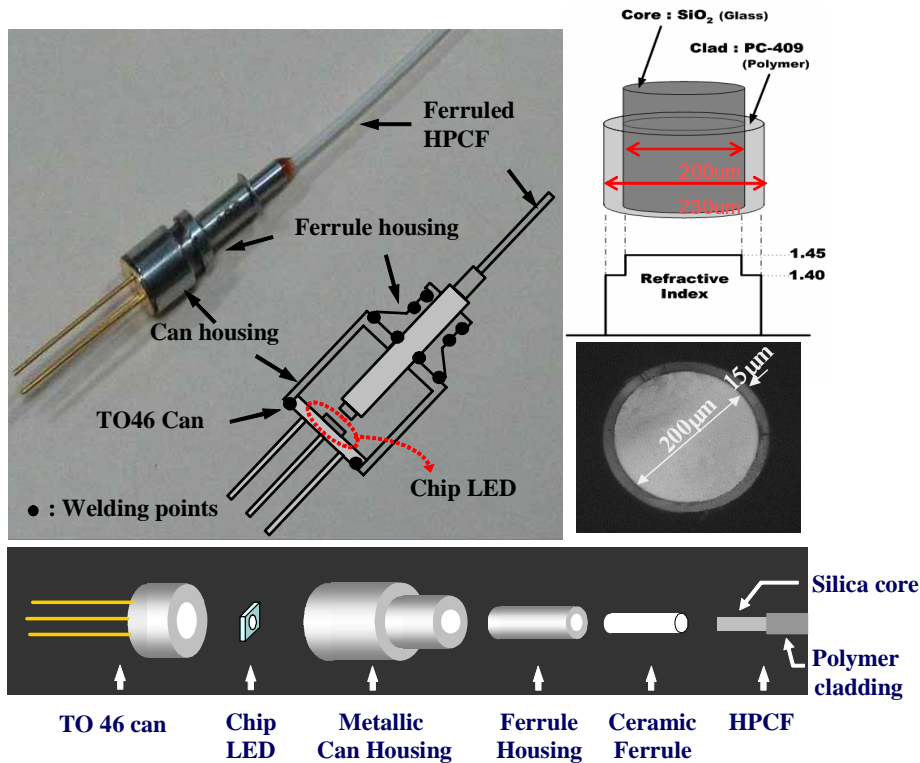 Core : SiO₂ (Glass)
Clad : PC-409
(Polymer)
200um
230um
1.45
1.40
Refractive
Index
Ferruled
HPCF
Ferrule housing
Can housing
TO46 Can
Chip LED
● : Welding points
15μm
200μm
Silica core
Polymer
cladding
TO 46 can
Chip
LED
Metallic
Can Housing
Ferrule
Housing
Ceramic
Ferrule
HPCF